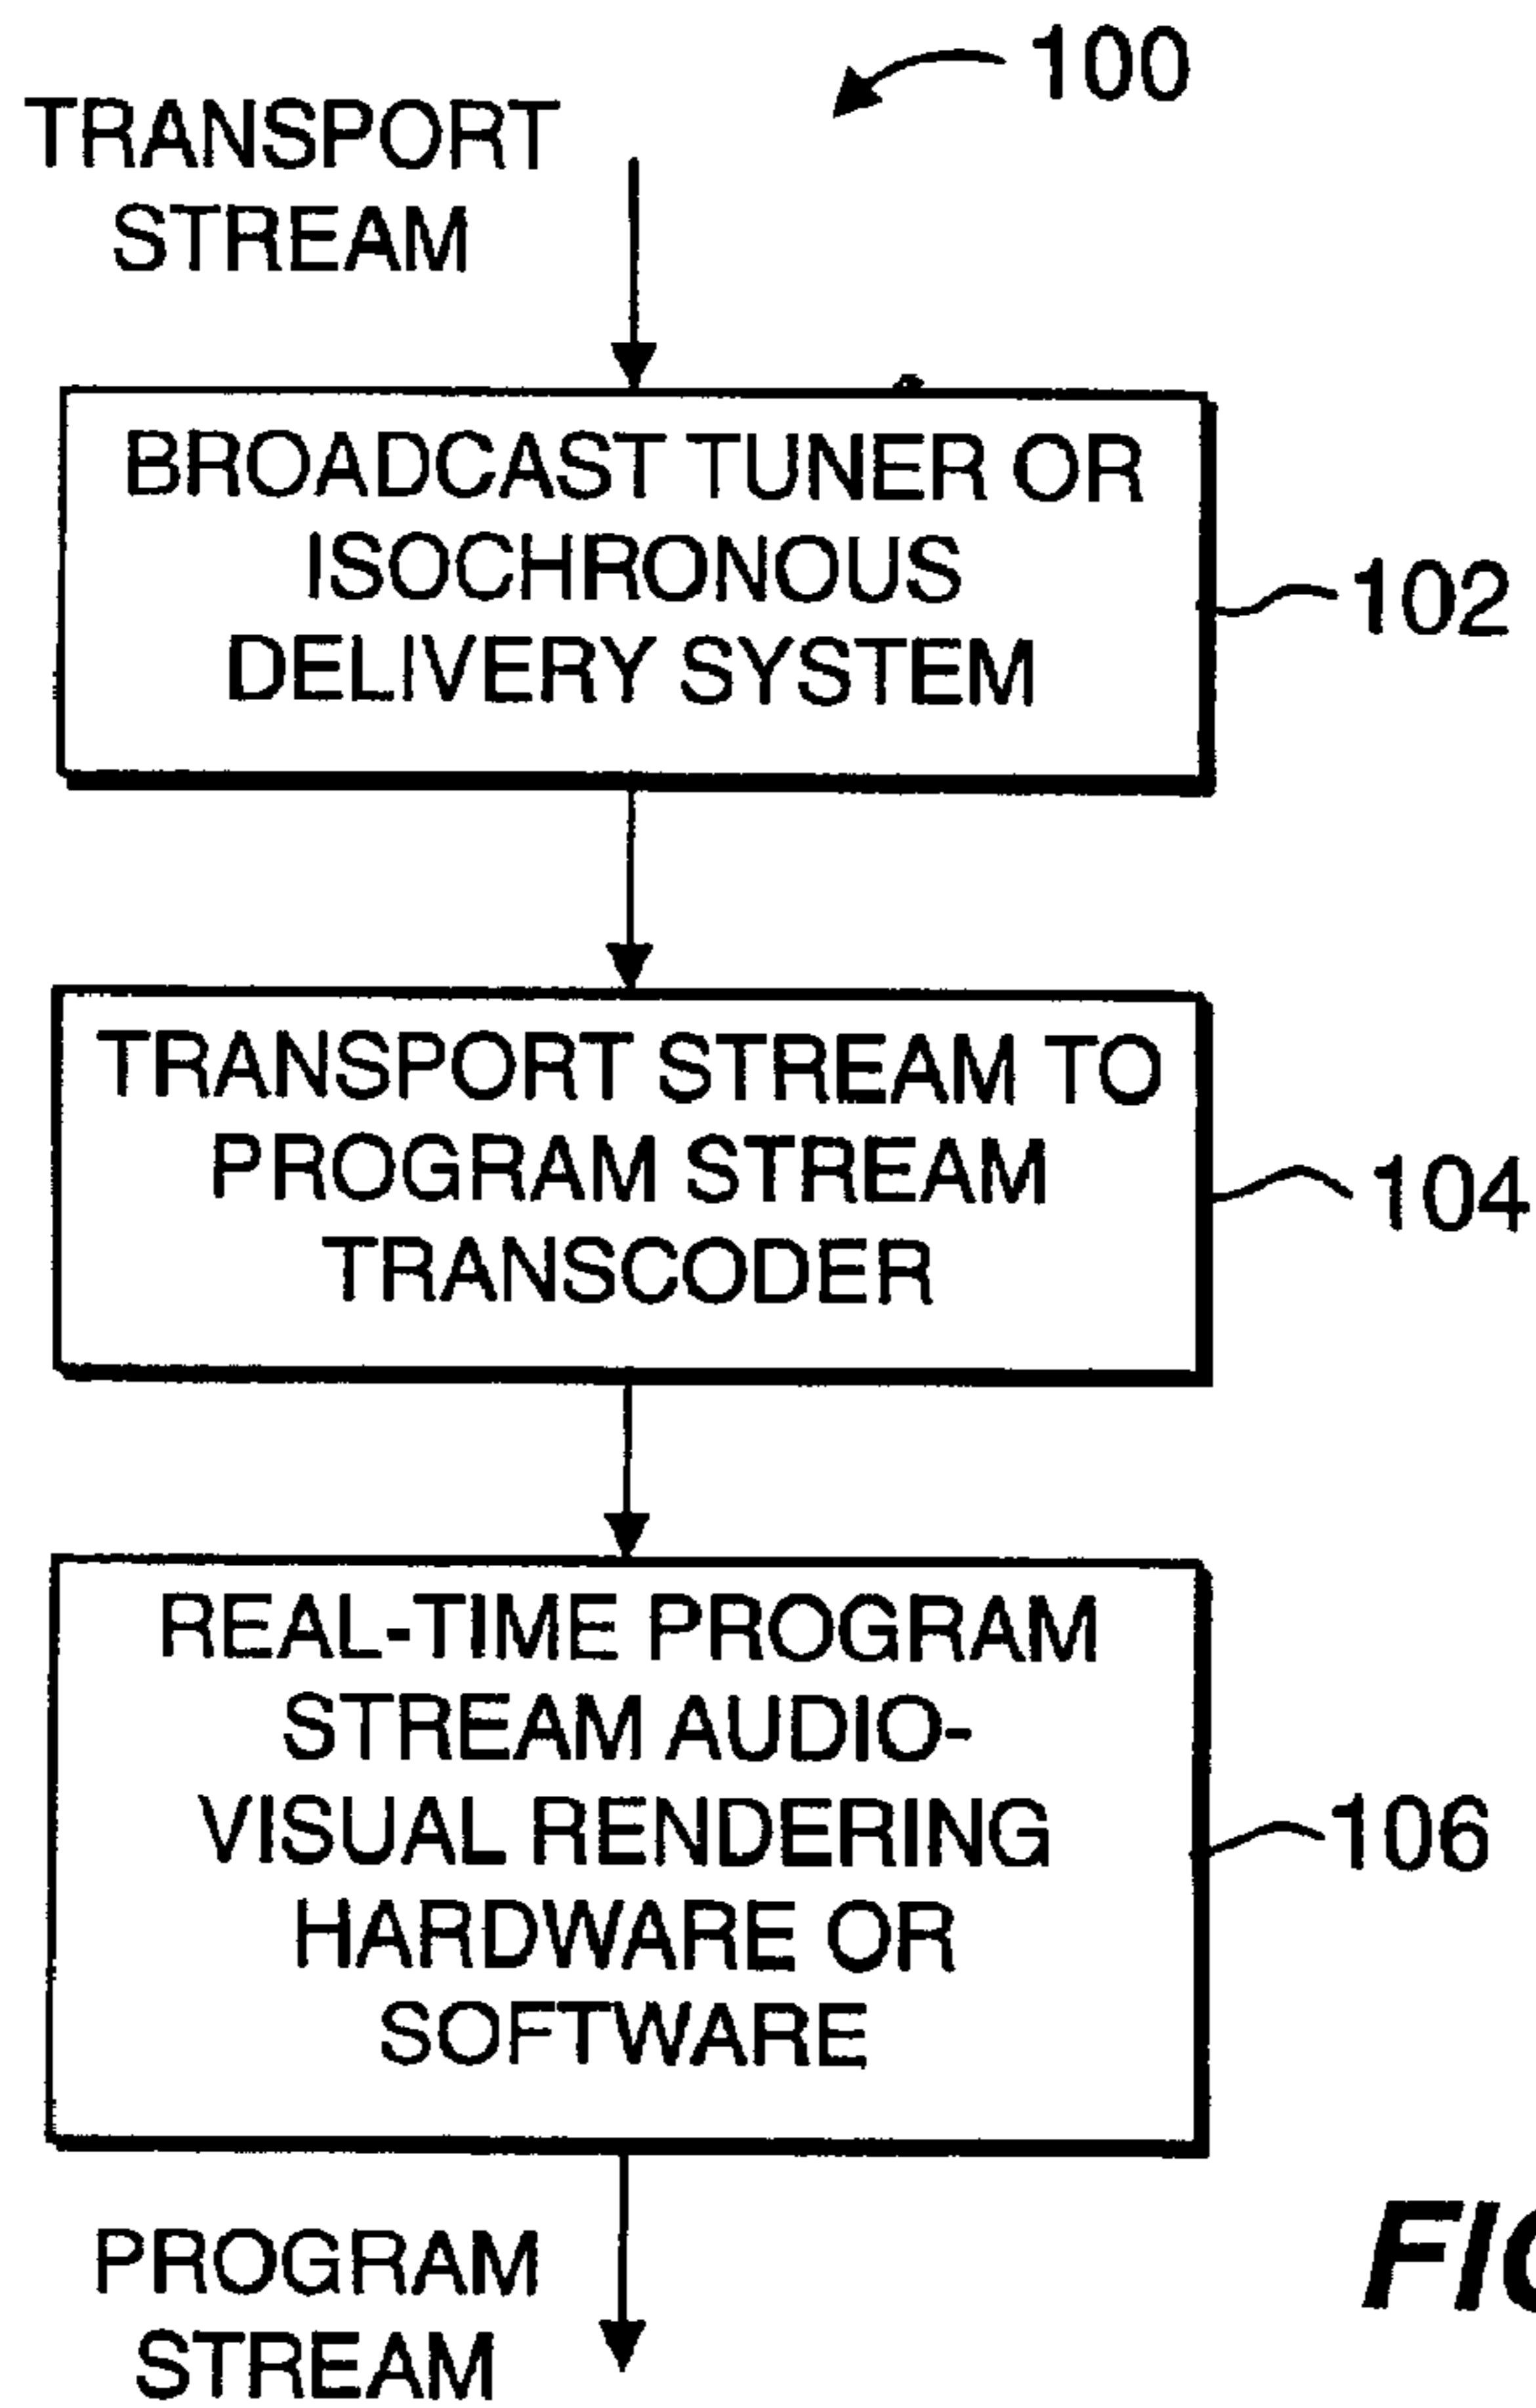 100
TRANSPORT
STREAM
BROADCAST TUNER OR
ISOCHRONOUS
DELIVERY SYSTEM
102
TRANSPORT STREAM TO
PROGRAM STREAM
TRANSCODER
104
REAL-TIME PROGRAM
STREAM AUDIO-
VISUAL RENDERING
HARDWARE OR
SOFTWARE
106
PROGRAM
STREAM